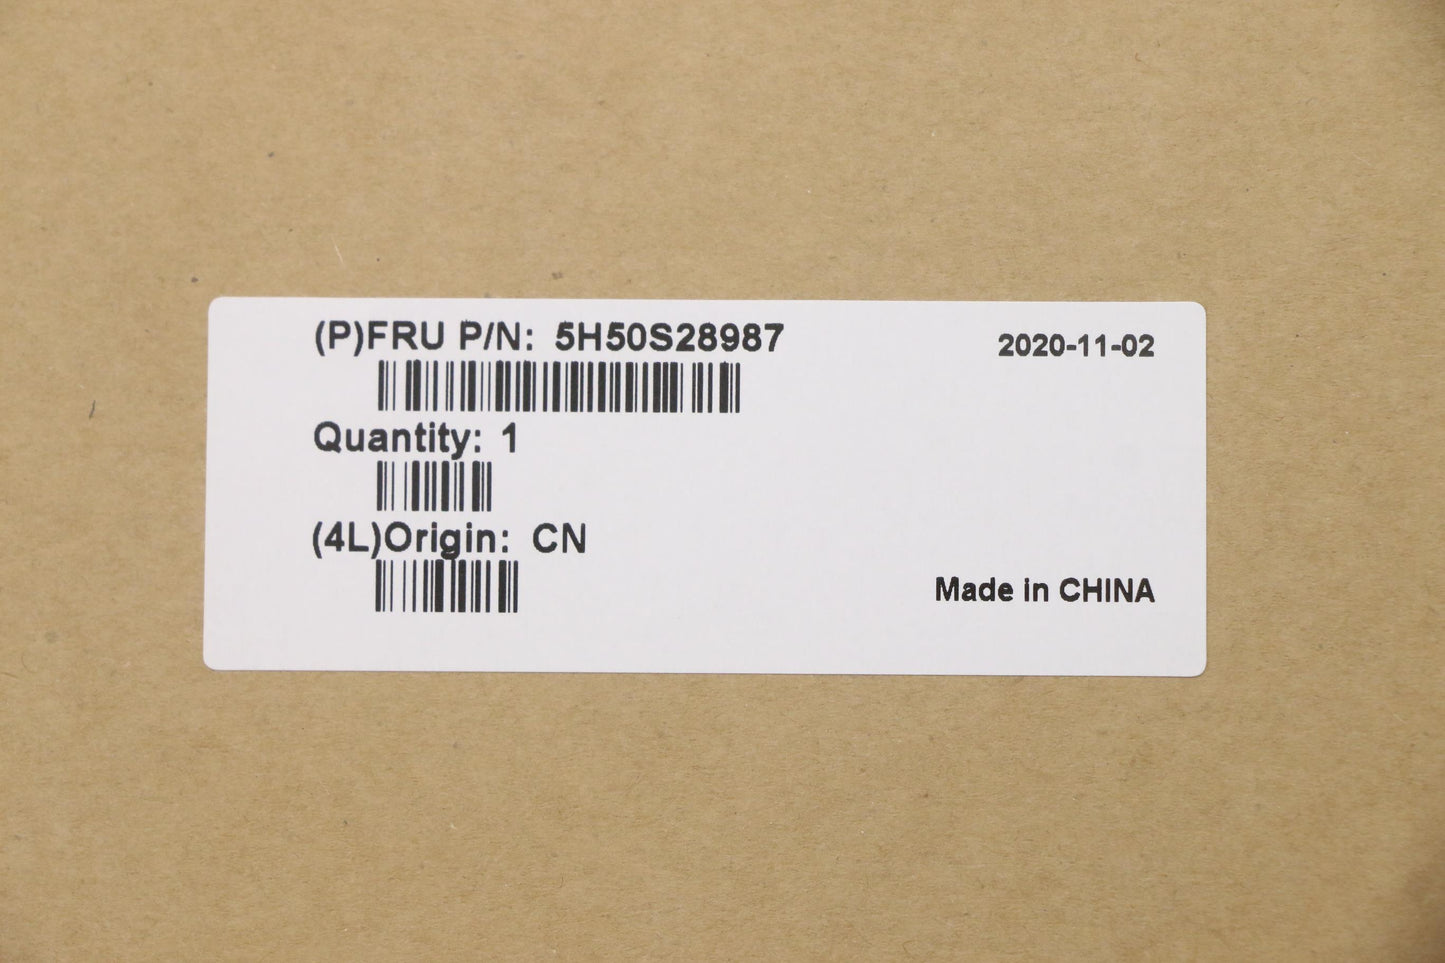 (P)FRU P/N: 5H50S28987
2020-11-02
Quantity: 1
(4L)Origin: CN
Made in CHINA